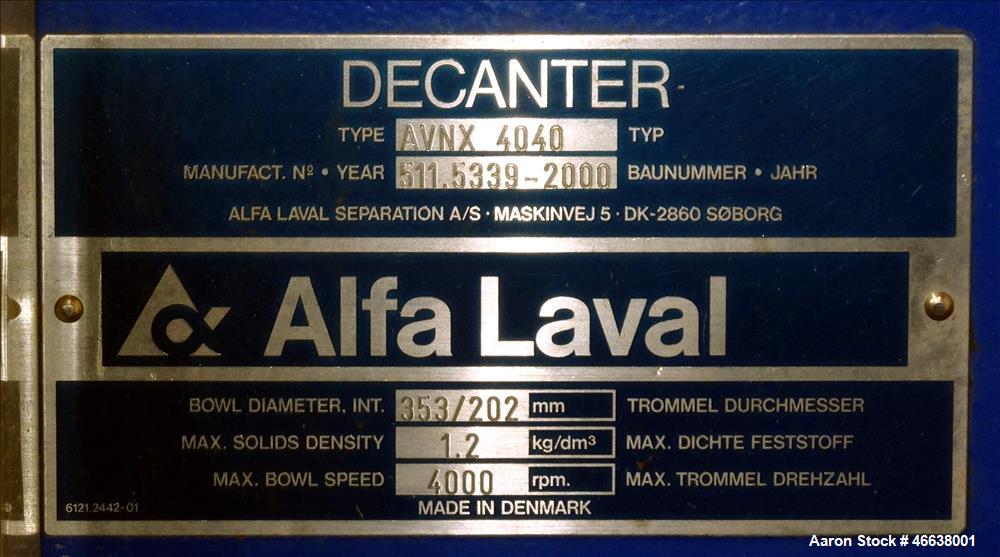 DECANTER
TYPE AVNX 4040 TYP
MANUFACT. Nº • YEAR 511.5339-2000 BAUNUMMER • JAHR
ALFA LAVAL SEPARATION A/S · MASKINVEJ 5 · DK-2860 SØBORG
Alfa Laval
BOWL DIAMETER, INT. 353/202 mm TROMMEL DURCHMESSER
MAX. SOLIDS DENSITY 1.2 kg/dm³ MAX. DICHTE FESTSTOFF
MAX. BOWL SPEED 4000 rpm. MAX. TROMMEL DREHZAHL
6121.2442-01 MADE IN DENMARK
Aaron Stock # 46638001